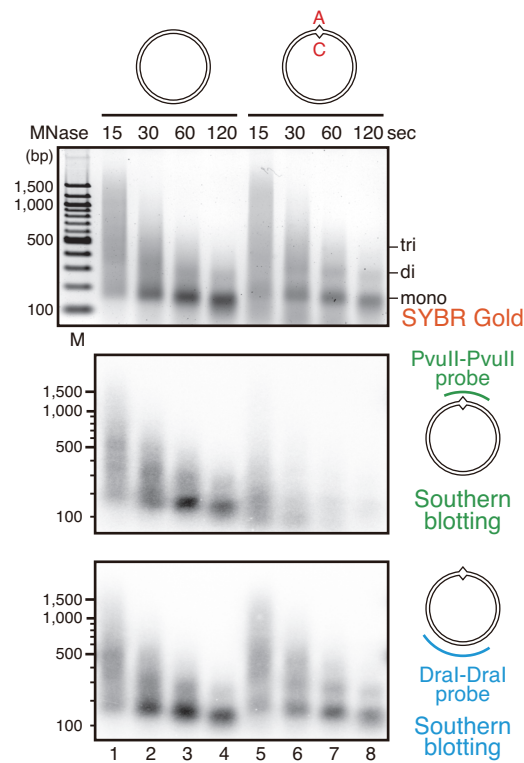 A
C
MNase 15 30 60 120 15 30 60 120 sec
(bp)
1,500
1,000
500
100
tri
di
mono
SYBR Gold
M
1,500
1,000
500
100
PvuII-PvuII
probe
Southern
blotting
1,500
1,000
500
100
DraI-DraI
probe
Southern
blotting
1 2 3 4 5 6 7 8